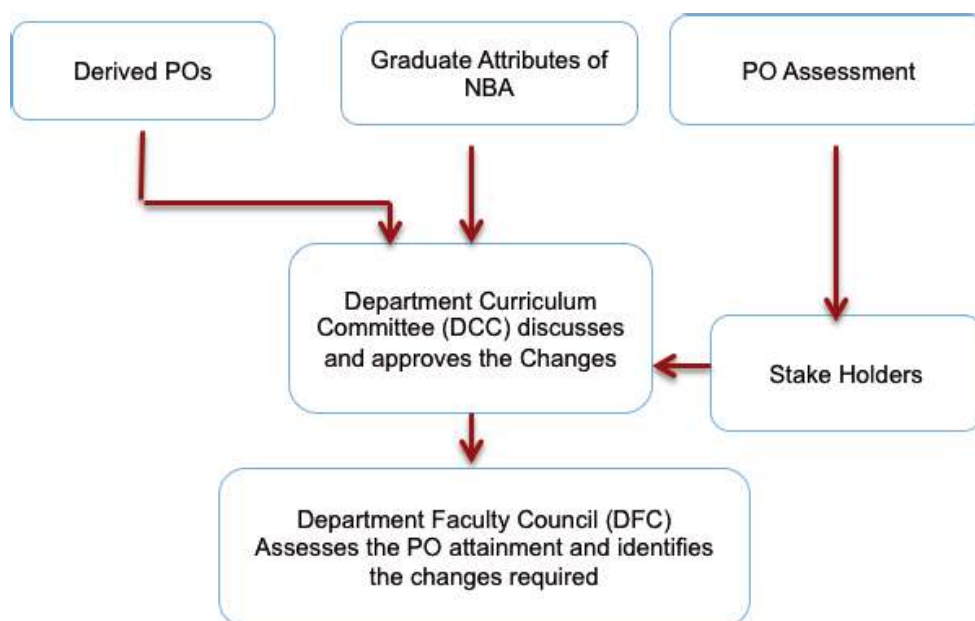 Derived POs
Graduate Attributes of
NBA
PO Assessment
Department Curriculum
Committee (DCC) discusses
and approves the Changes
Stake Holders
Department Faculty Council (DFC)
Assesses the PO attainment and identifies
the changes required